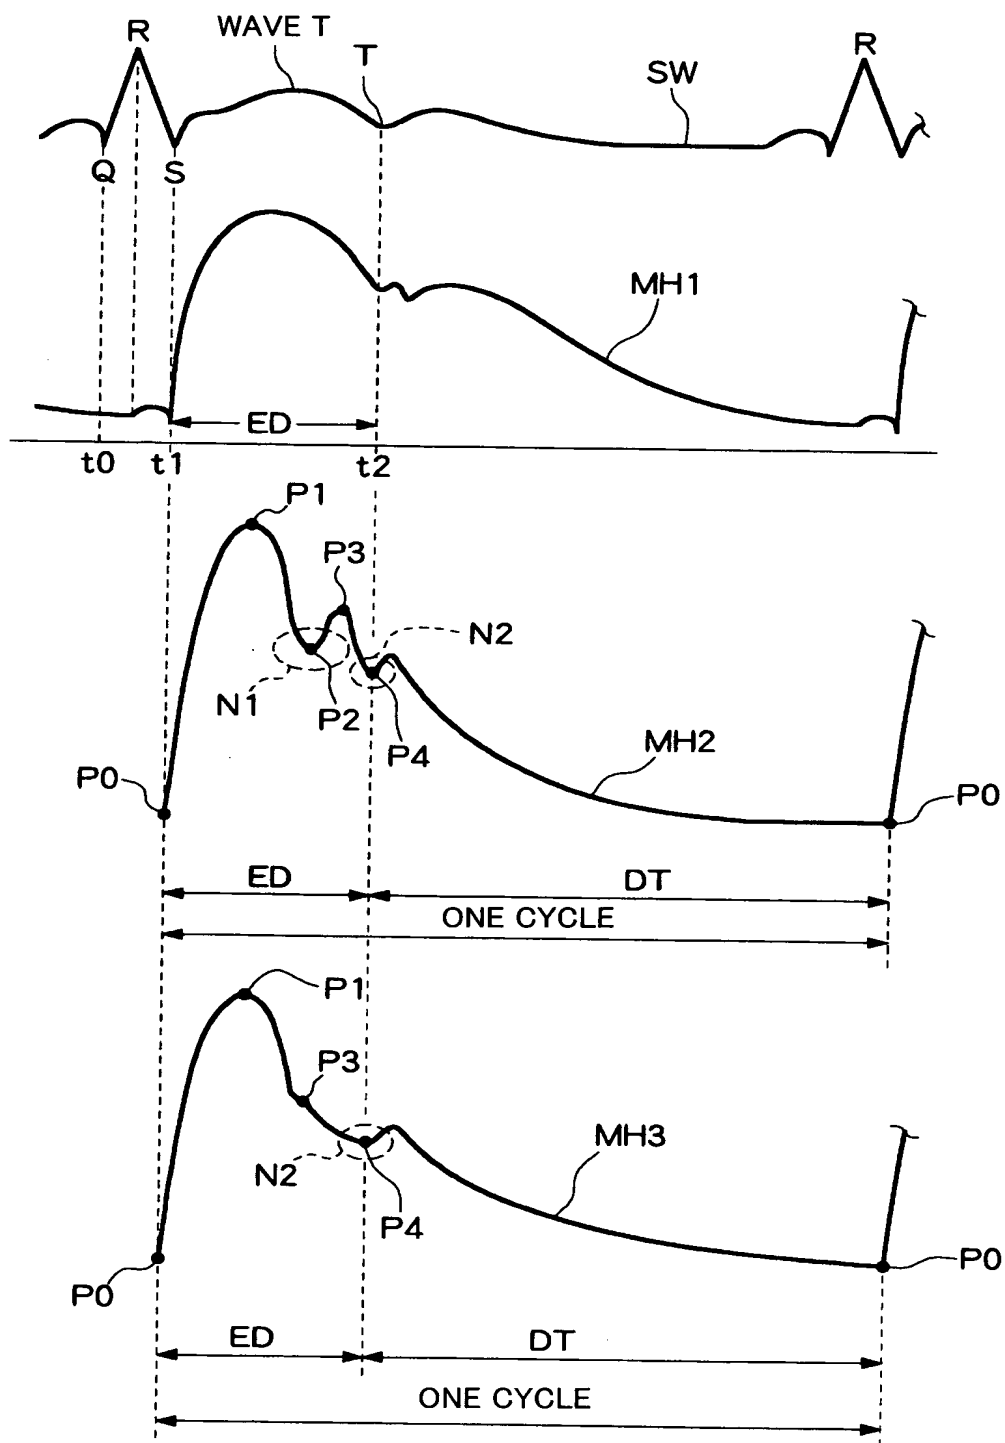 R
WAVE T
T
SW
R
Q
S
MH1
ED
t0
t1
t2
P1
P3
N2
N1
P2
P4
MH2
P0
P0
ED
DT
ONE CYCLE
P1
P3
MH3
N2
P4
P0
P0
ED
DT
ONE CYCLE